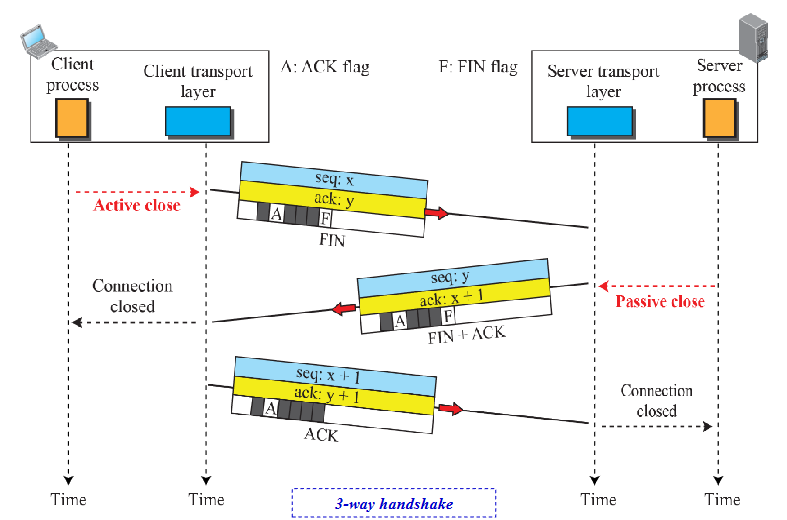 Client
process
Client transport
layer
A: ACK flag
F: FIN flag
Server transport
layer
Server
process
Active close
seq: x
ack: y
A
F
FIN
Connection
closed
seq: y
ack: x + 1
A
F
FIN + ACK
Passive close
seq: x + 1
ack: y + 1
A
ACK
Connection
closed
Time
Time
3-way handshake
Time
Time